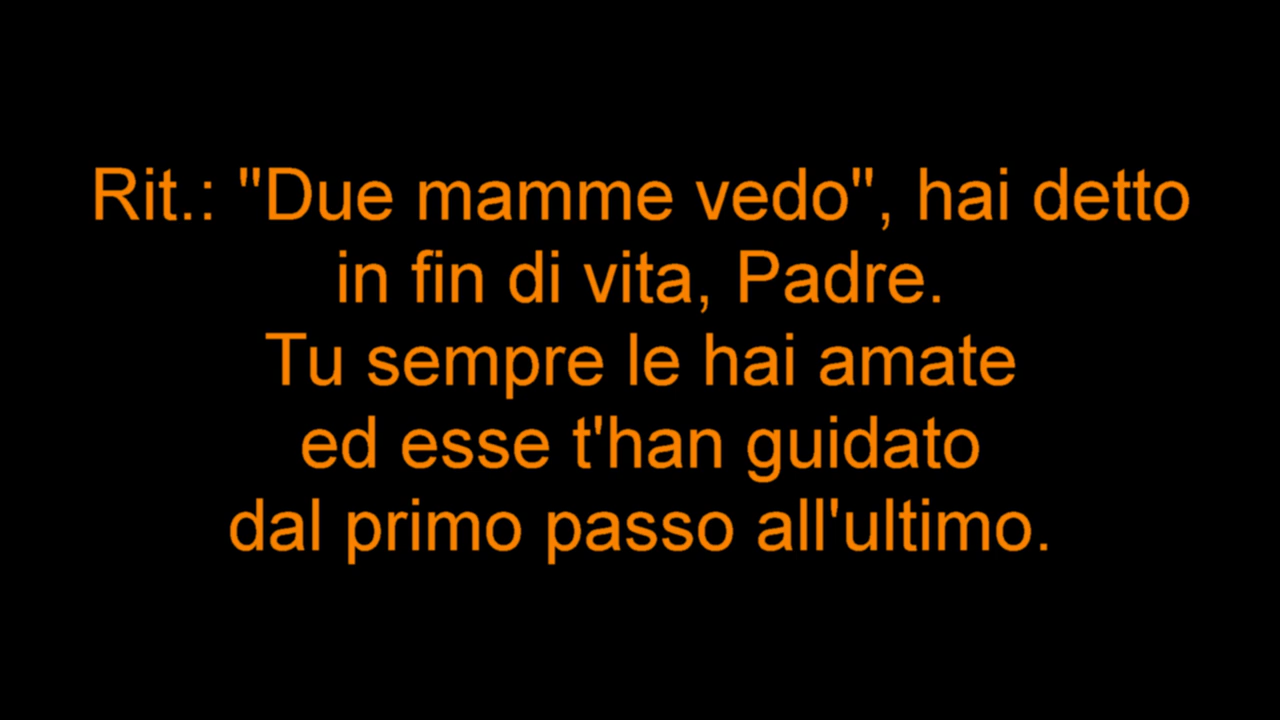 Rit.: "Due mamme vedo", hai detto
in fin di vita, Padre.
Tu sempre le hai amate
ed esse t'han guidato
dal primo passo all'ultimo.